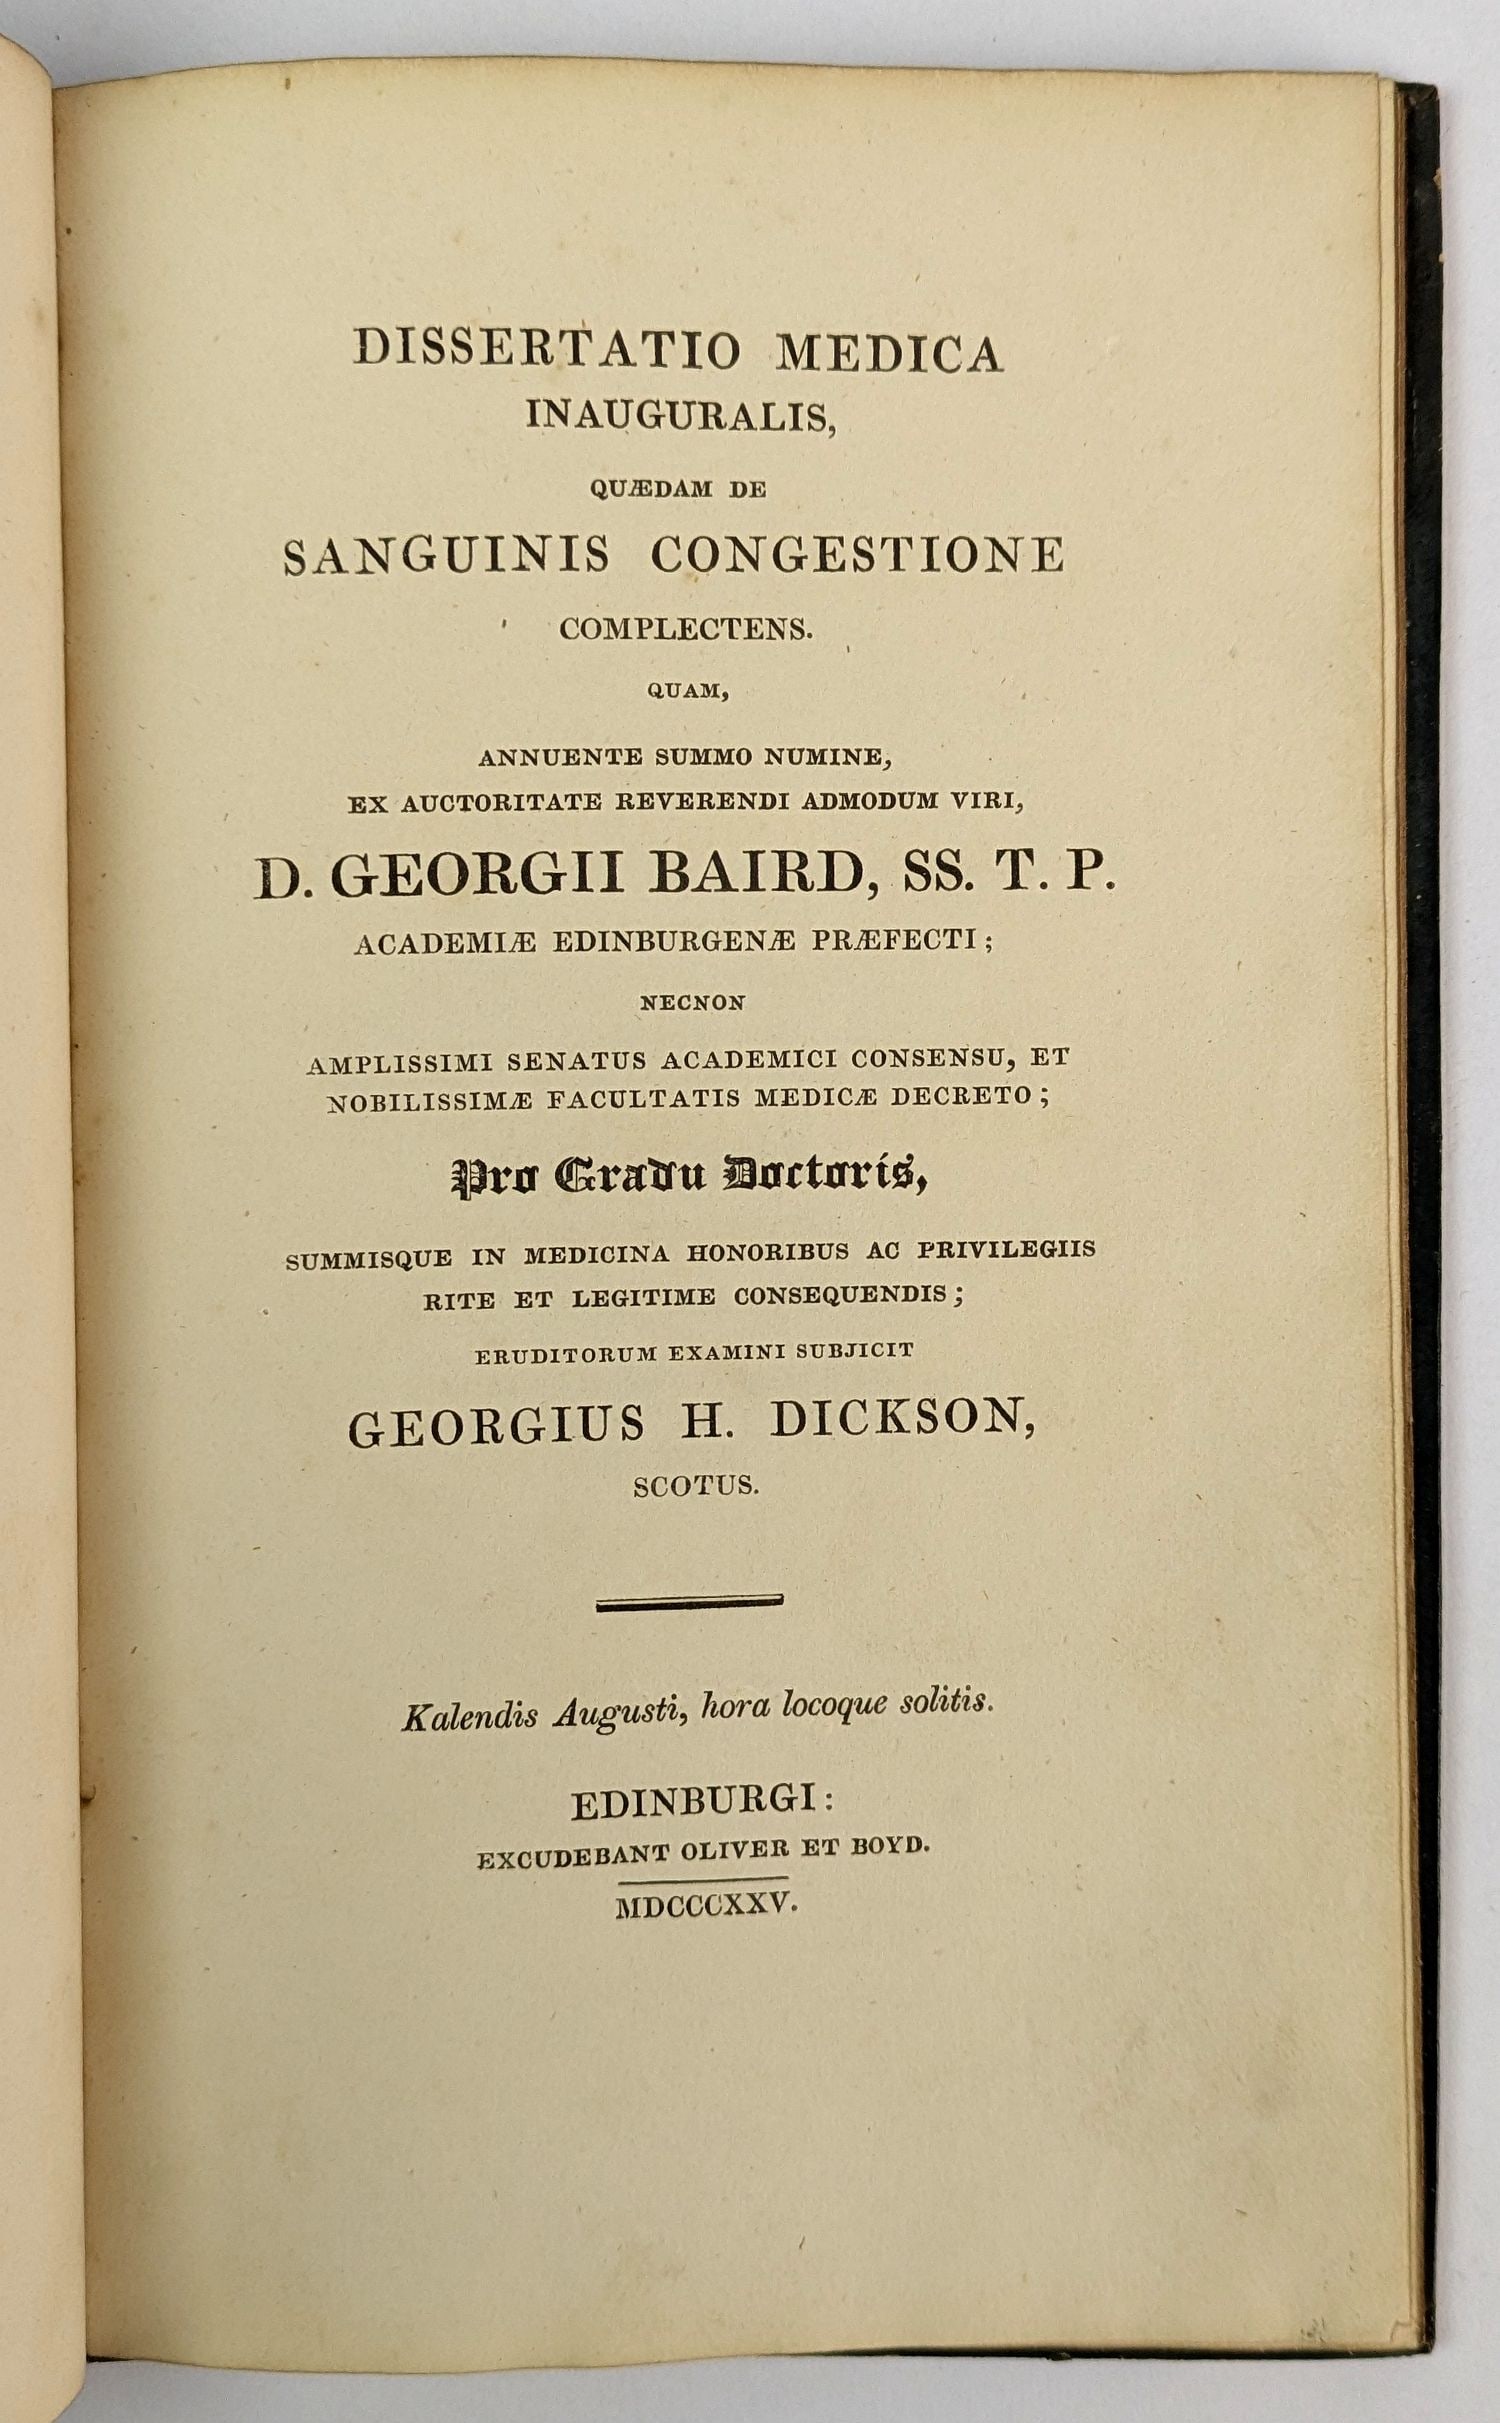 DISSERTATIO MEDICA
INAUGURALIS,
QUÆDAM DE
SANGUINIS CONGESTIONE
COMPLECTENS.
QUAM,
ANNUENTE SUMMO NUMINE,
EX AUCTORITATE REVERENDI ADMODUM VIRI,
D. GEORGII BAIRD, SS. T. P.
ACADEMIÆ EDINBURGENÆ PRÆFECTI;
NECNON
AMPLISSIMI SENATUS ACADEMICI CONSENSU, ET
NOBILISSIMÆ FACULTATIS MEDICÆ DECRETO;
Pro Gradu Doctoris,
SUMMISQUE IN MEDICINA HONORIBUS AC PRIVILEGIIS
RITE ET LEGITIME CONSEQUENDIS;
ERUDITORUM EXAMINI SUBJICIT
GEORGIUS H. DICKSON,
SCOTUS.
Kalendis Augusti, hora locoque solitis.
EDINBURGI:
EXCUDEBANT OLIVER ET BOYD.
MDCCCXXV.